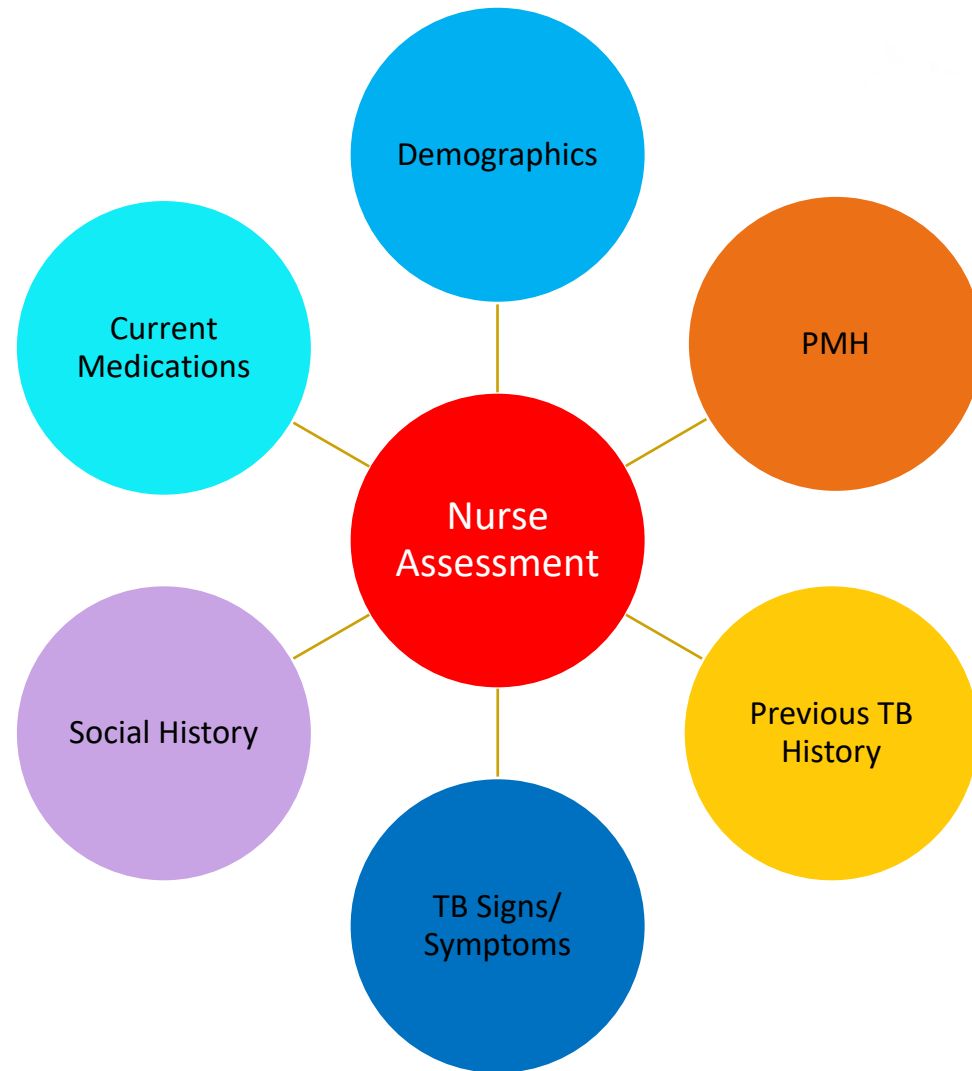 Demographics
PMH
Previous TB
History
TB Signs/
Symptoms
Social History
Current
Medications
Nurse
Assessment